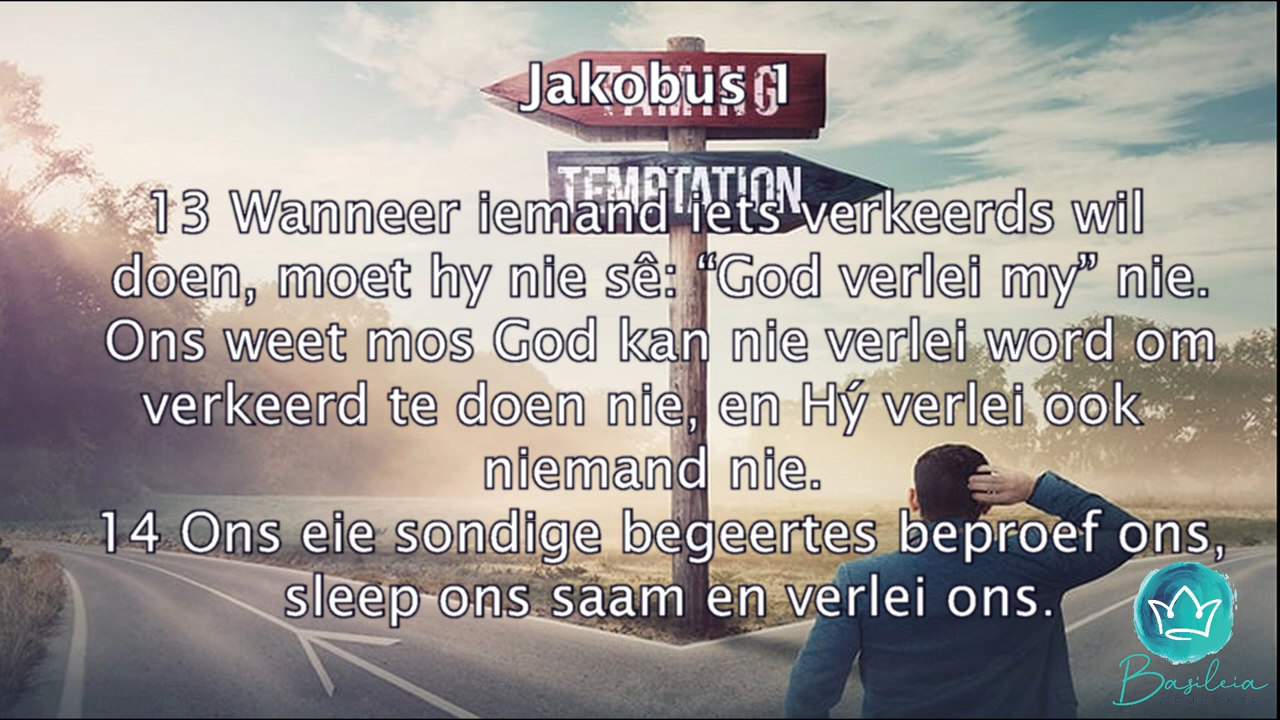 Jakobus 1
TAMING
TEMPTATION
13 Wanneer iemand iets verkeerds wil
doen, moet hy nie sê: “God verlei my” nie.
Ons weet mos God kan nie verlei word om
verkeerd te doen nie, en Hý verlei ook
niemand nie.
14 Ons eie sondige begeertes beproef ons,
sleep ons saam en verlei ons.
Basileia